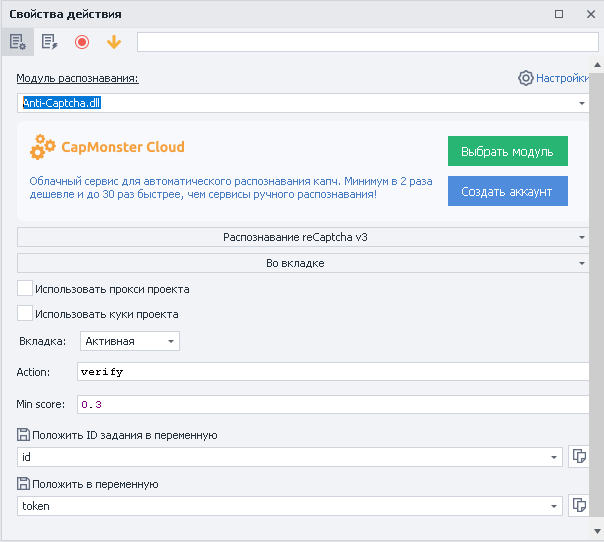 Свойства действия
Модуль распознавания:
Настройки
Anti-Captcha.dll
CapMonster Cloud
Выбрать модуль
Облачный сервис для автоматического распознавания капч. Минимум в 2 раза
дешевле и до 30 раз быстрее, чем сервисы ручного распознавания!
Создать аккаунт
Распознавание reCaptcha v3
Во вкладке
Использовать прокси проекта
Использовать куки проекта
Вкладка: Активная
Action: verify
Min score: 0.3
Положить ID задания в переменную
id
Положить в переменную
token